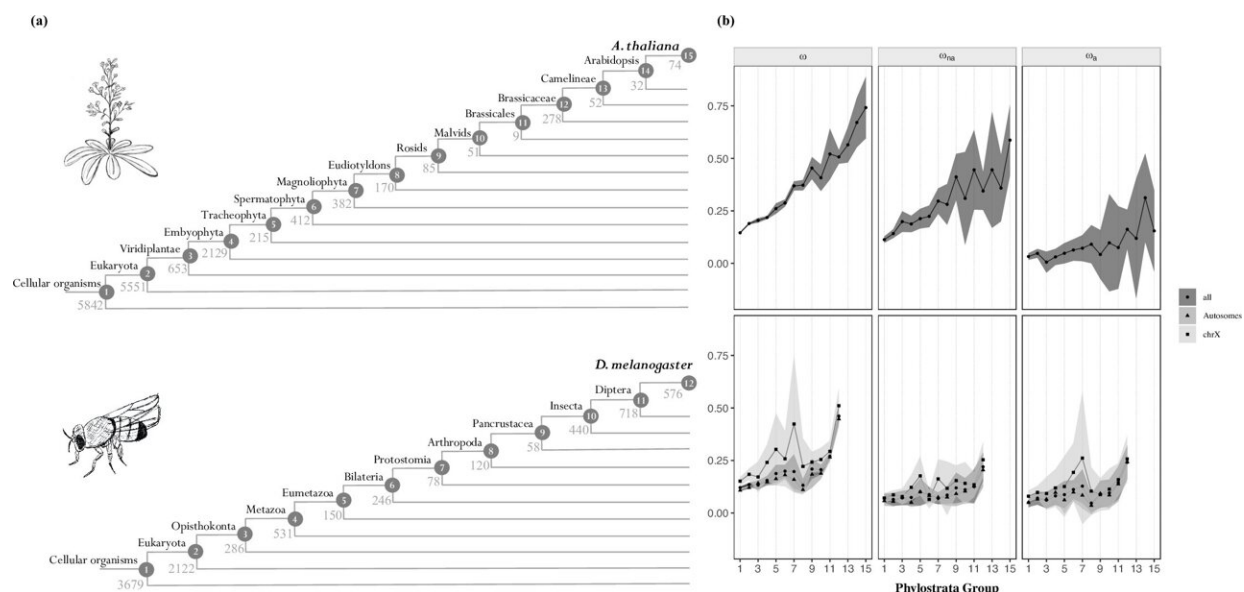 (a)
A. thaliana
15
74
Arabidopsis
14
32
Camelineae
13
52
Brassicaceae
12
278
Brassicales
11
9
Malvids
10
51
Rosids
9
85
Eudiotyldons
8
170
Magnoliophyta
7
382
Spermatophyta
6
412
Tracheophyta
5
215
Embyophyta
4
2129
Viridiplantae
3
653
Eukaryota
2
5551
Cellular organisms
1
5842
D. melanogaster
12
576
Diptera
11
718
Insecta
10
440
Pancrustacea
9
58
Arthropoda
8
120
Protostomia
7
78
Bilateria
6
246
Eumetazoa
5
150
Metazoa
4
531
Opisthokonta
3
286
Eukaryota
2
2122
Cellular organisms
1
3679
(b)
ω ωna ωa
0.75
0.50
0.25
0.00
0.75
0.50
0.25
0.00
1 3 5 7 9 11 13 15 1 3 5 7 9 11 13 15 1 3 5 7 9 11 13 15
Phylostrata Group
all
Autosomes
chrX